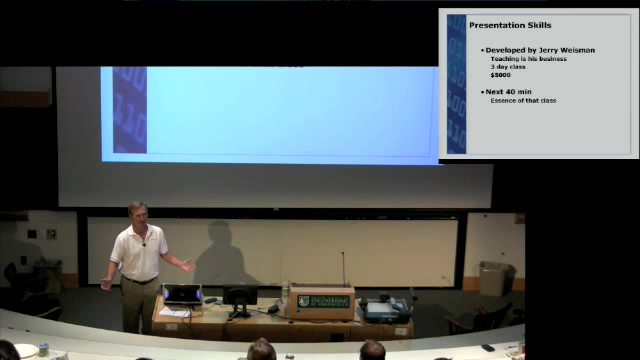 Presentation Skills
• Developed by Jerry Weisman
Teaching is his business
3 day class
$5000
• Next 40 min
Essence of that class